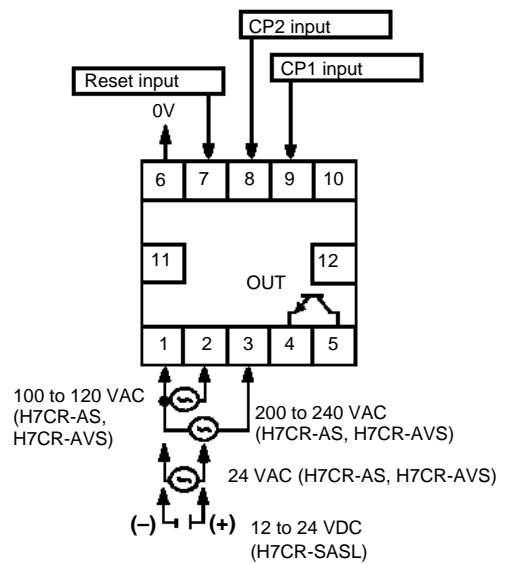 CP2 input
CP1 input
Reset input
0V
6 7 8 9 10
11 12
OUT
1 2 3 4 5
100 to 120 VAC
(H7CR-AS,
H7CR-AVS)
200 to 240 VAC
(H7CR-AS, H7CR-AVS)
24 VAC (H7CR-AS, H7CR-AVS)
(–) (+)
12 to 24 VDC
(H7CR-SASL)